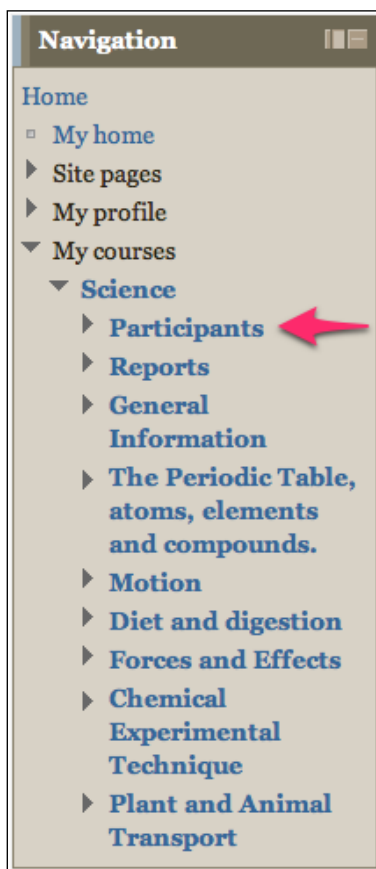 Navigation
Home
My home
Site pages
My profile
My courses
Science
Participants
Reports
General
Information
The Periodic Table,
atoms, elements
and compounds.
Motion
Diet and digestion
Forces and Effects
Chemical
Experimental
Technique
Plant and Animal
Transport